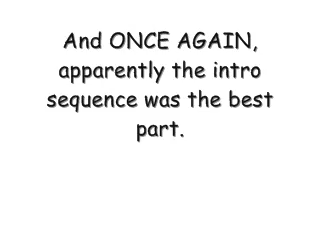 And ONCE AGAIN,
apparently the intro
sequence was the best
part.